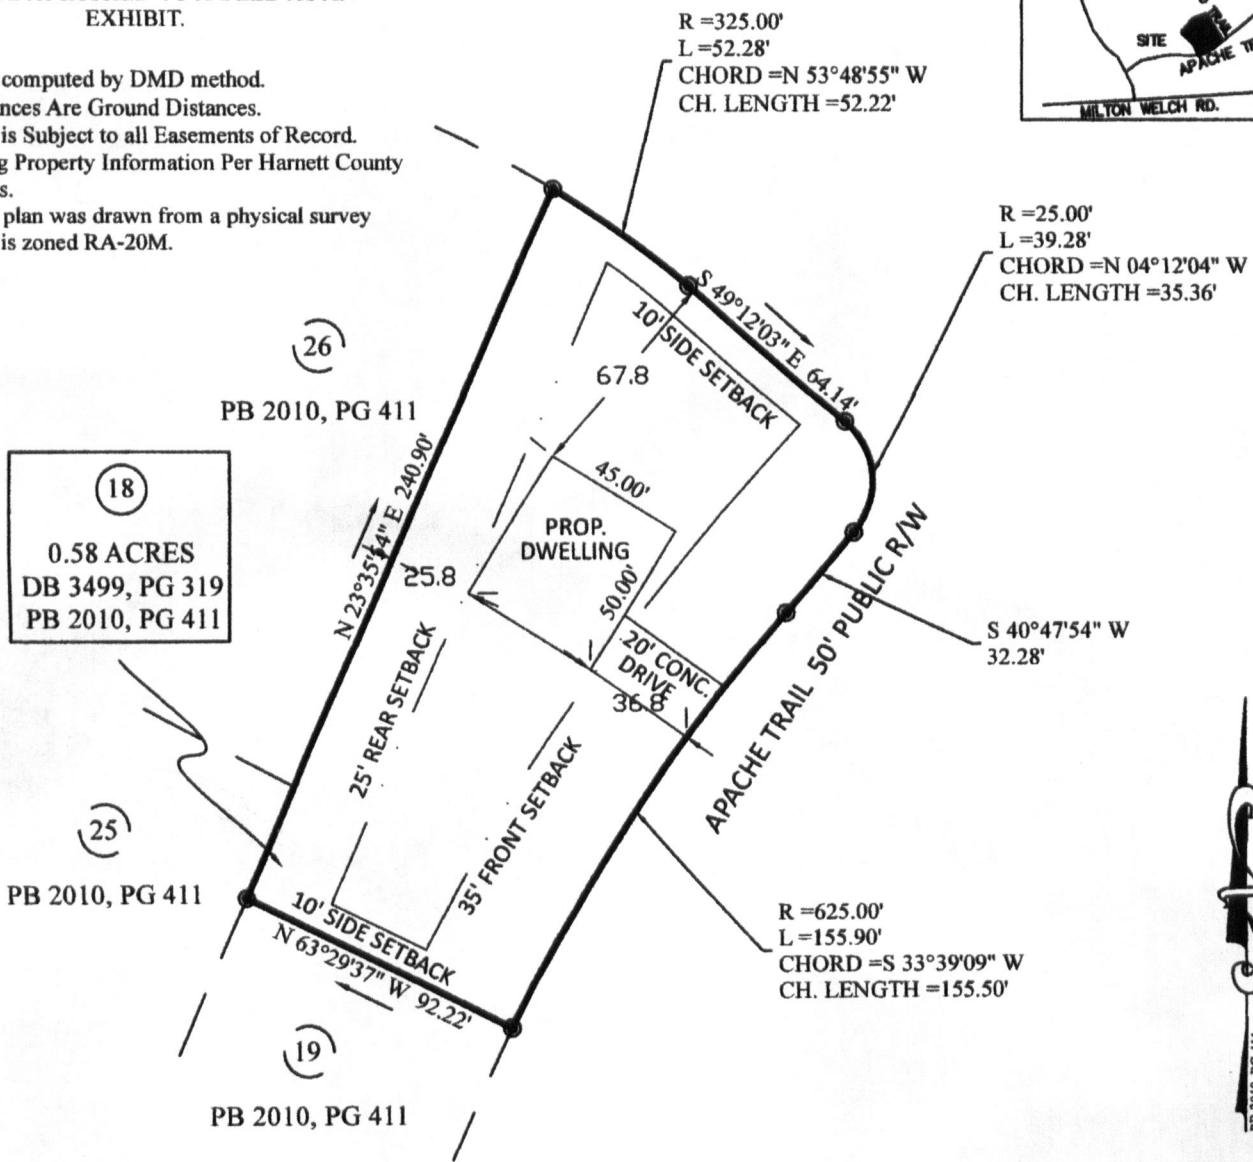 EXHIBIT.
computed by DMD method.
nces Are Ground Distances.
is Subject to all Easements of Record.
g Property Information Per Harnett County
s.
plan was drawn from a physical survey
is zoned RA-20M.
R =325.00'
L =52.28'
CHORD =N 53°48'55" W
CH. LENGTH =52.22'
SITE
APACHE T
MILTON WELCH RD.
R =25.00'
L =39.28'
CHORD =N 04°12'04" W
CH. LENGTH =35.36'
S 49°12'03" E 64.14'
10' SIDE SETBACK
67.8
26
PB 2010, PG 411
N 23°35'54" E 240.90'
18
0.58 ACRES
DB 3499, PG 319
PB 2010, PG 411
45.00'
PROP.
DWELLING
50.00'
25.8
20' CONC.
DRIVE
36.8
S 40°47'54" W
32.28'
APACHE TRAIL 50' PUBLIC R/W
25' REAR SETBACK
35' FRONT SETBACK
25
PB 2010, PG 411
10' SIDE SETBACK
N 63°29'37" W 92.22'
R =625.00'
L =155.90'
CHORD =S 33°39'09" W
CH. LENGTH =155.50'
19
PB 2010, PG 411